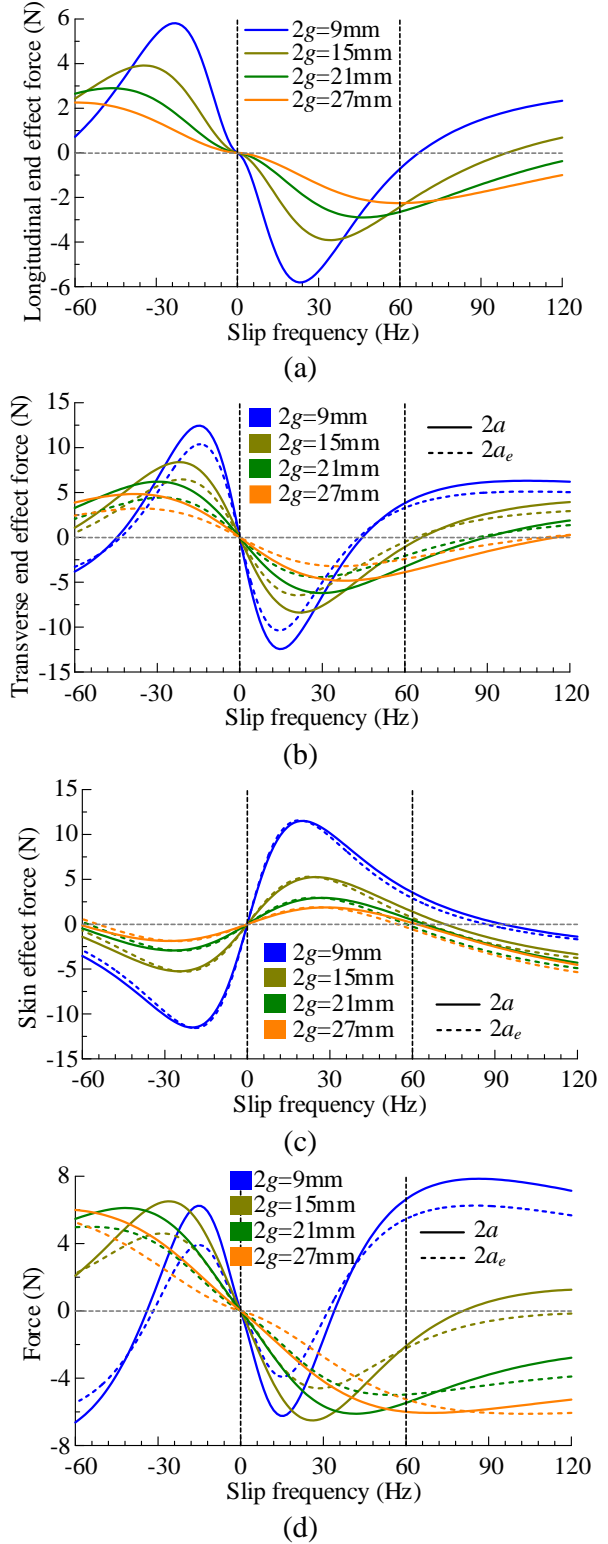 Longitudinal end effect force (N)
6
4
2
0
-2
-4
6
2g=9mm
2g=15mm
2g=21mm
2g=27mm
-60 -30 0 30 60 90 120
Slip frequency (Hz)
(a)
Transverse end effect force (N)
15
10
5
0
-5
-10
-15
2g=9mm
2g=15mm
2g=21mm
2g=27mm
2a
2aₑ
-60 -30 0 30 60 90 120
Slip frequency (Hz)
(b)
Skin effect force (N)
15
10
5
0
-5
-10
15
2g=9mm
2g=15mm
2g=21mm
2g=27mm
2a
2aₑ
-60 -30 0 30 60 90 120
Slip frequency (Hz)
(c)
Force (N)
8
4
0
-4
-8
2g=9mm
2g=15mm
2g=21mm
2g=27mm
2a
2aₑ
-60 -30 0 30 60 90 120
Slip frequency (Hz)
(d)